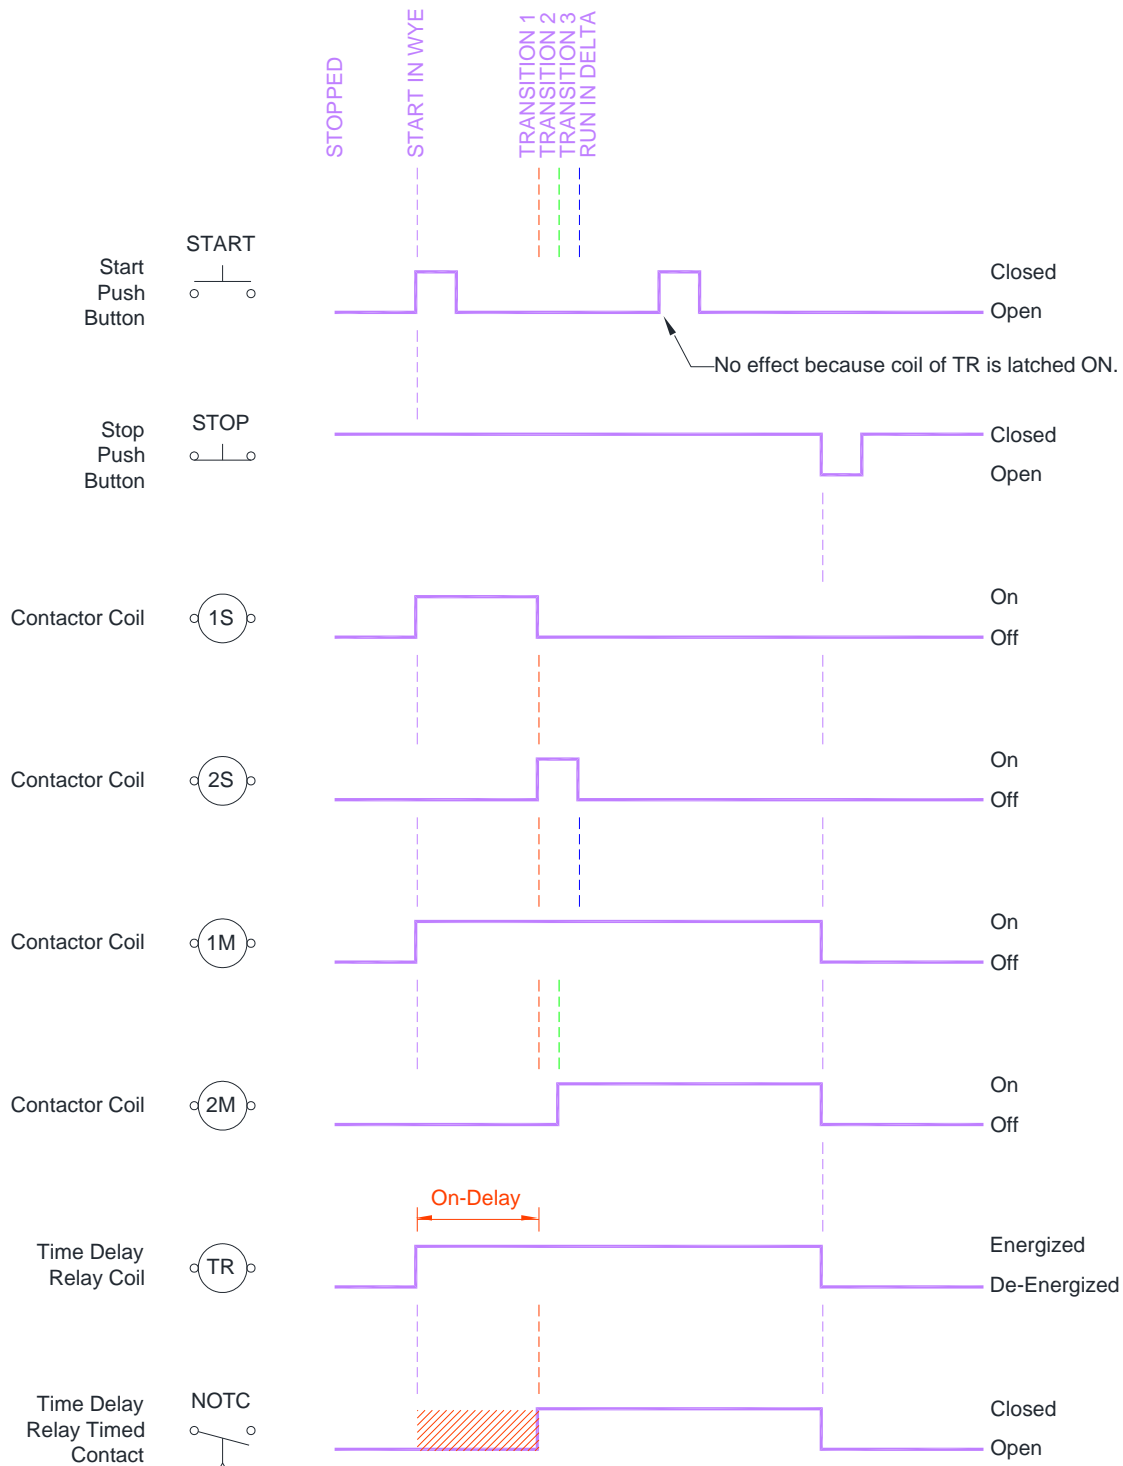 STOPPED
START IN WYE
TRANSITION 1
TRANSITION 2
TRANSITION 3
RUN IN DELTA
START
Start
Push
Button
Closed
Open
No effect because coil of TR is latched ON.
STOP
Stop
Push
Button
Closed
Open
Contactor Coil
1S
On
Off
Contactor Coil
2S
On
Off
Contactor Coil
1M
On
Off
Contactor Coil
2M
On
Off
On-Delay
Time Delay
Relay Coil
TR
Energized
De-Energized
Time Delay
Relay Timed
Contact
NOTC
Closed
Open